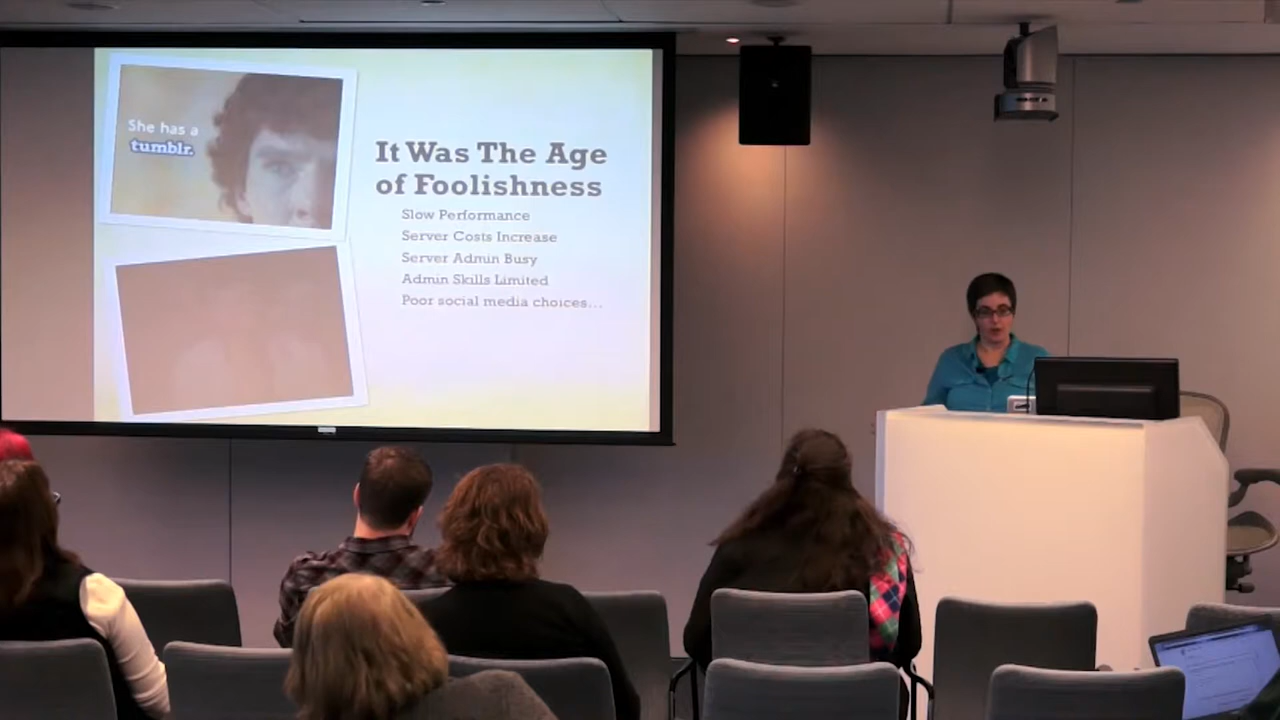 She has a
tumblr.
It Was The Age
of Foolishness
Slow Performance
Server Costs Increase
Server Admin Busy
Admin Skills Limited
Poor social media choices...